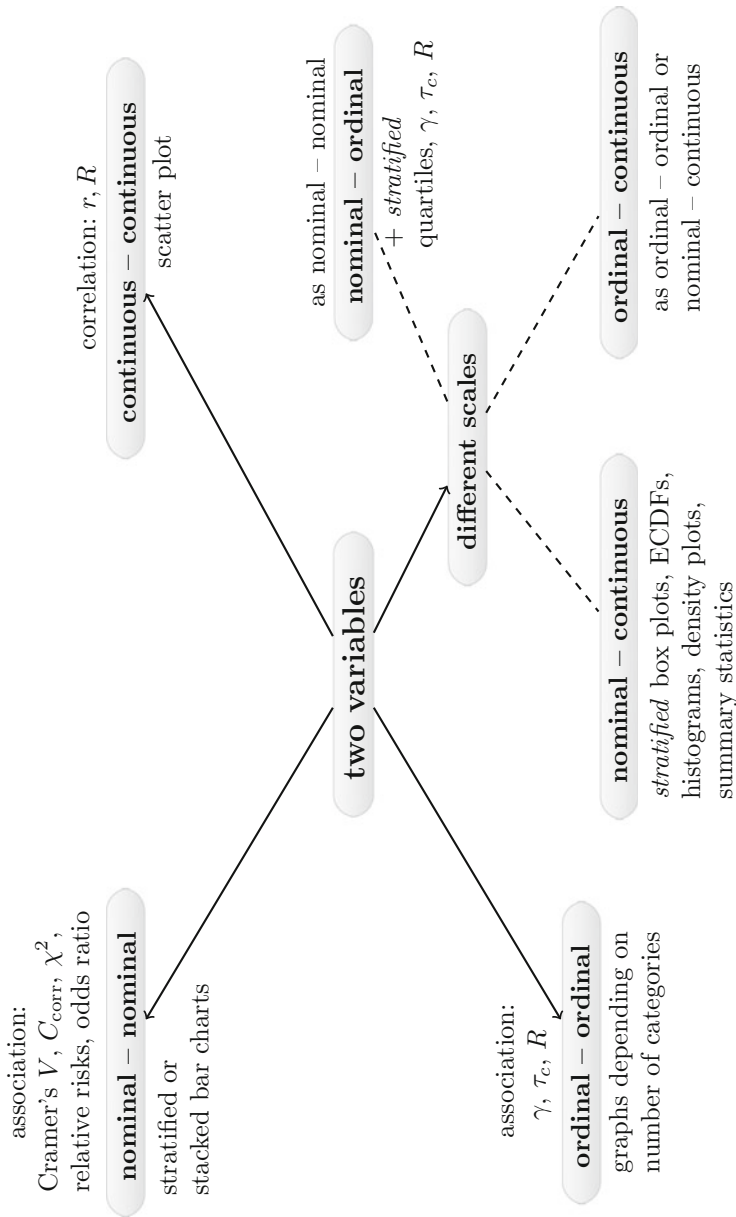 association:
Cramer's V, C_corr, χ²,
relative risks, odds ratio
nominal – nominal
stratified or
stacked bar charts
correlation: r, R
continuous – continuous
scatter plot
two variables
as nominal – nominal
nominal – ordinal
+ stratified
quartiles, γ, τ_c, R
different scales
association:
γ, τ_c, R
ordinal – ordinal
graphs depending on
number of categories
nominal – continuous
stratified box plots, ECDFs,
histograms, density plots,
summary statistics
ordinal – continuous
as ordinal – ordinal or
nominal – continuous